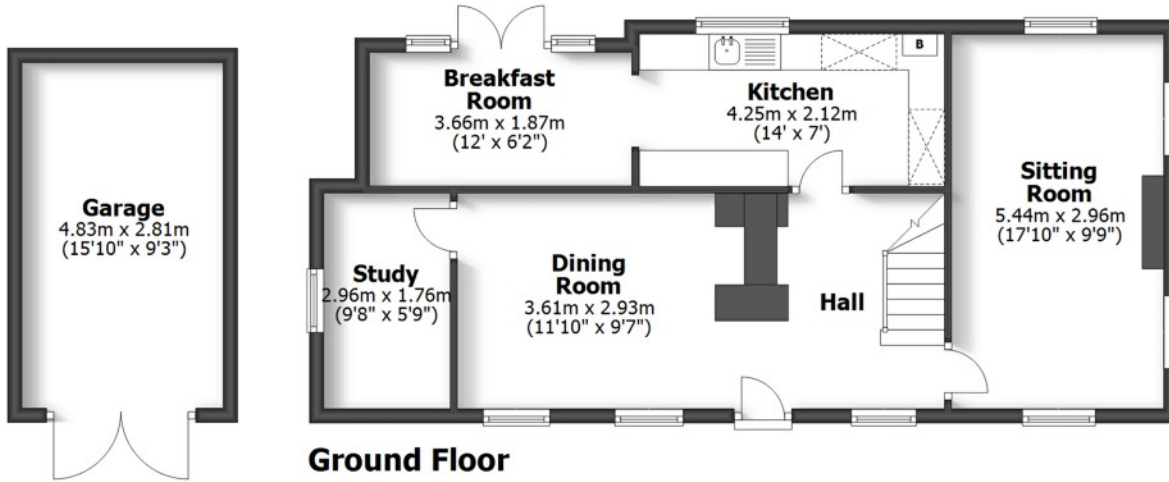 Garage
4.83m x 2.81m
(15'10" x 9'3")
Breakfast
Room
3.66m x 1.87m
(12' x 6'2")
Kitchen
4.25m x 2.12m
(14' x 7')
B
Sitting
Room
5.44m x 2.96m
(17'10" x 9'9")
Study
2.96m x 1.76m
(9'8" x 5'9")
Dining
Room
3.61m x 2.93m
(11'10" x 9'7")
Hall
Ground Floor